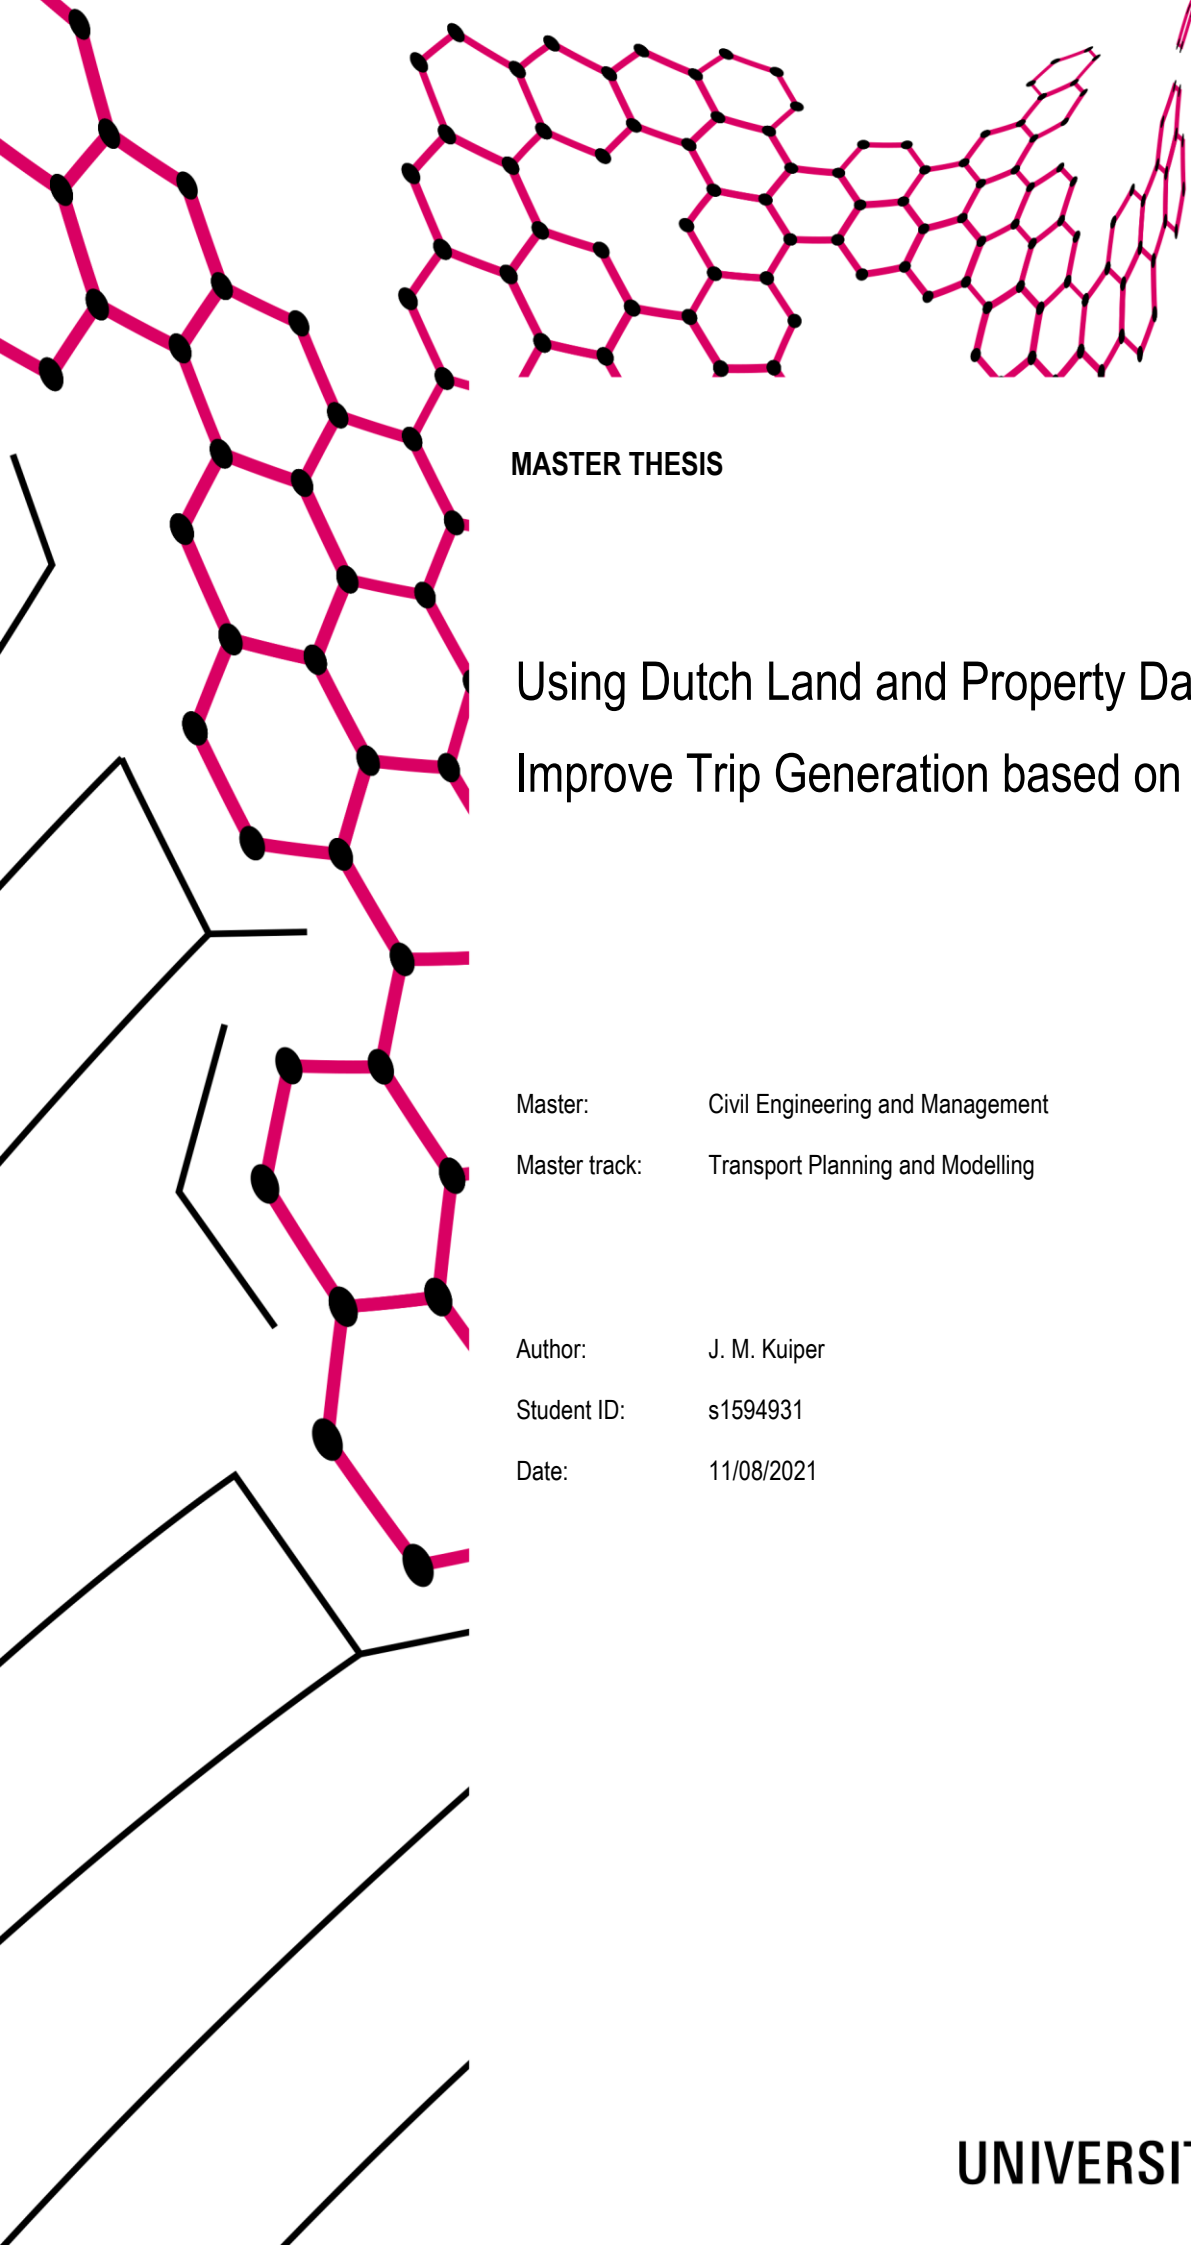 MASTER THESIS
Using Dutch Land and Property Da
Improve Trip Generation based on
Master: Civil Engineering and Management
Master track: Transport Planning and Modelling
Author: J. M. Kuiper
Student ID: s1594931
Date: 11/08/2021
UNIVERSI